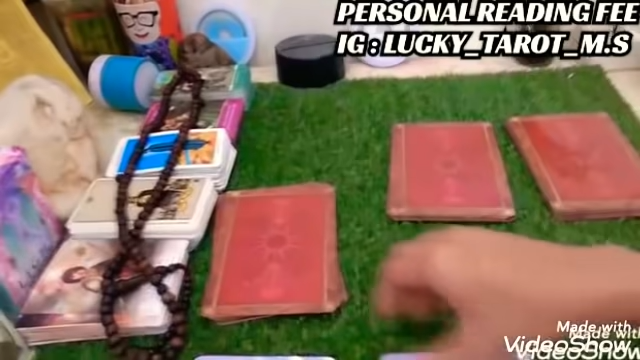 PERSONAL READING FEE
IG : LUCKY_TAROT_M.S
Made with
VideoShow